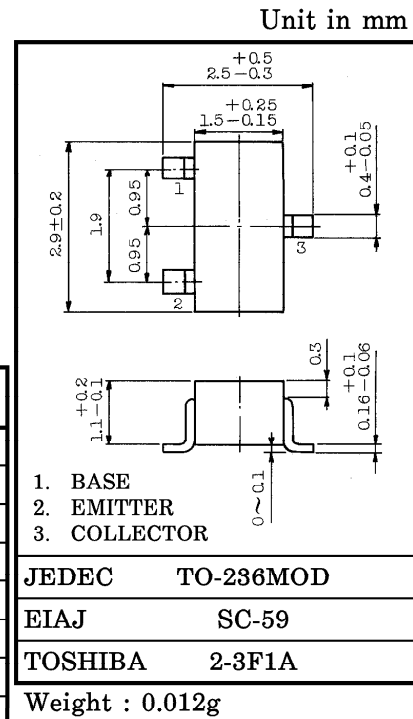 Unit in mm
+0.5
2.5-0.3
+0.25
1.5-0.15
+0.1
0.4-0.05
2.9±0.2
1.9
0.95
0.95
1
2
3
+0.2
1.1-0.1
0.3
+0.1
0.16-0.06
0~0.1
1. BASE
2. EMITTER
3. COLLECTOR
JEDEC TO-236MOD
EIAJ SC-59
TOSHIBA 2-3F1A
Weight : 0.012g